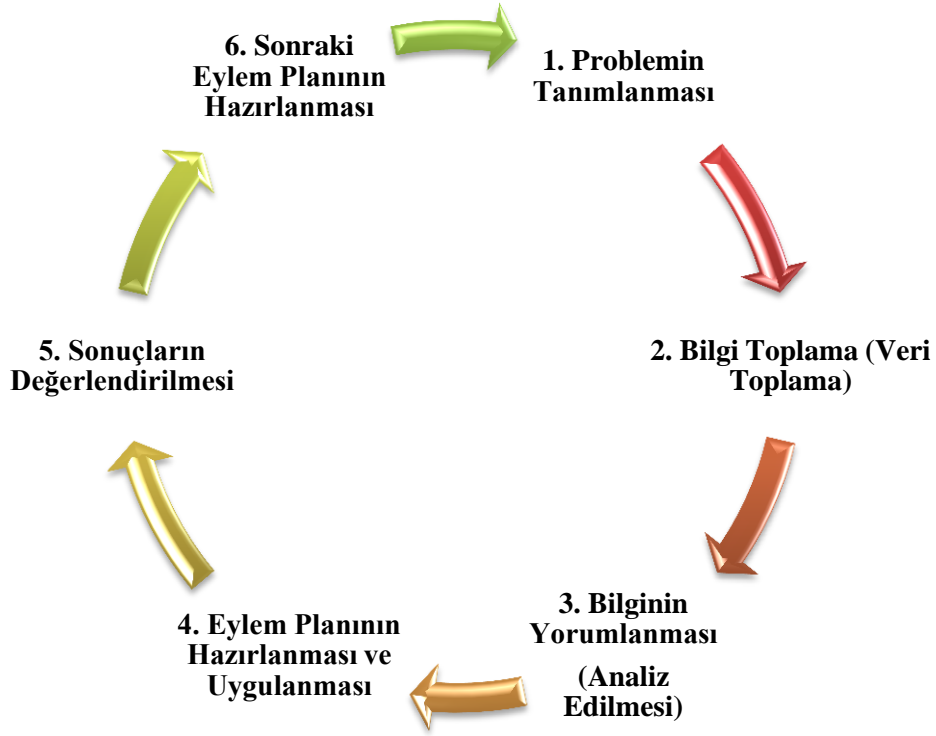 1. Problemin
Tanımlanması
2. Bilgi Toplama (Veri
Toplama)
3. Bilginin
Yorumlanması
(Analiz
Edilmesi)
4. Eylem Planının
Hazırlanması ve
Uygulanması
5. Sonuçların
Değerlendirilmesi
6. Sonraki
Eylem Planının
Hazırlanması